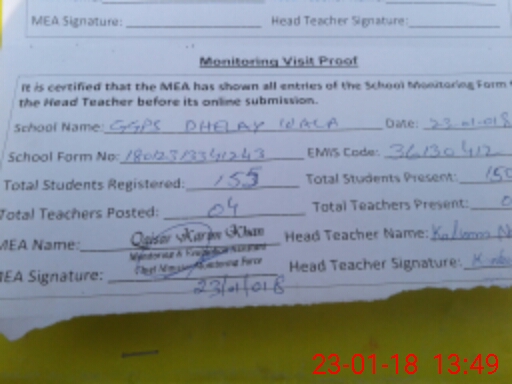 MEA Signature: Head Teacher Signature:
Monitoring Visit Proof
It is certified that the MEA has shown all entries of the School Monitoring Form
the Head Teacher before its online submission.
School Name: GGPS DHELAY WALA Date: 23.01.018
School Form No: EMIS Code: 36130412
Total Students Registered: 155 Total Students Present: 150
Total Teachers Posted: 04 Total Teachers Present:
MEA Name: Qaisar Karim Khan Head Teacher Name:
MEA Signature: Head Teacher Signature:
23/01/018
23-01-18 13:49